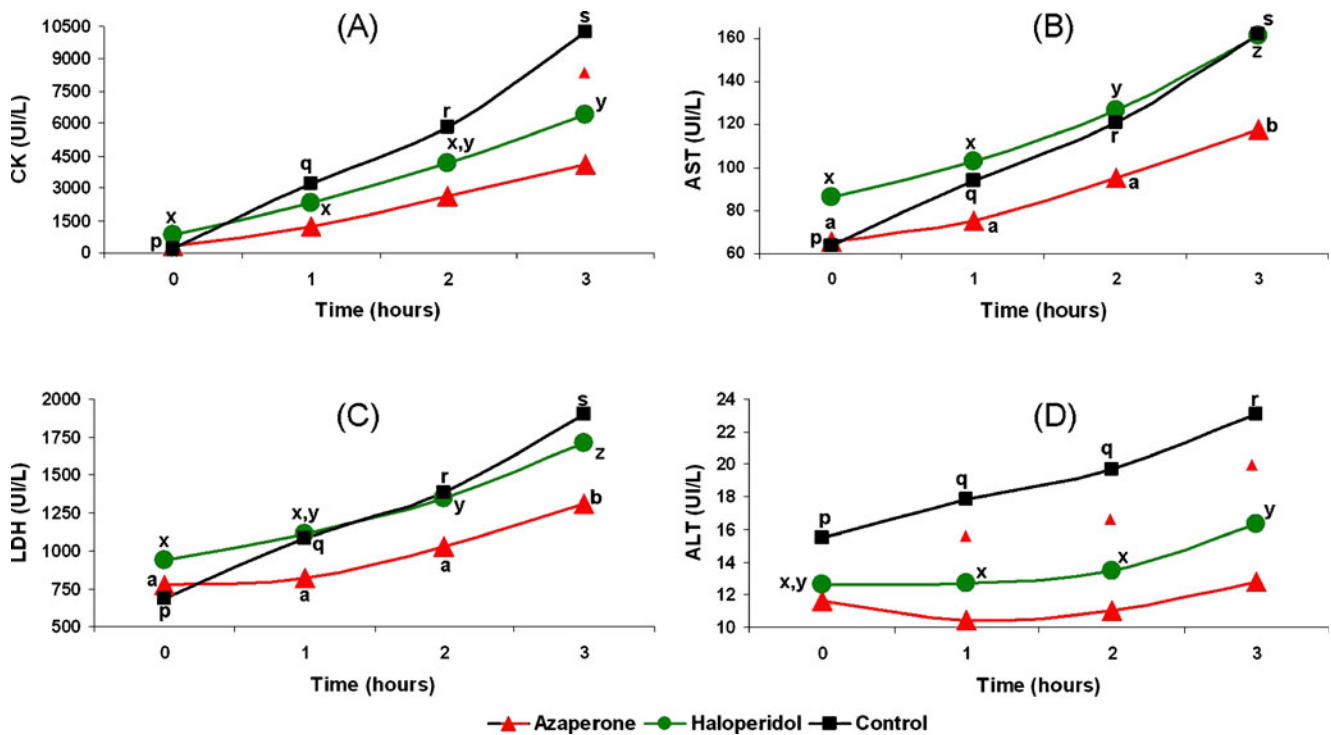 (A)
CK (UI/L)
10500
9000
7500
6000
4500
3000
1500
0
x
p
q
x
r
x,y
s
y
0 1 2 3
Time (hours)
(B)
AST (UI/L)
160
140
120
100
80
60
x
a
p
x
q
a
y
r
a
s
z
b
0 1 2 3
Time (hours)
(C)
LDH (UI/L)
2000
1750
1500
1250
1000
750
500
x
a
p
x,y
q
a
r
y
a
s
z
b
0 1 2 3
Time (hours)
(D)
ALT (UI/L)
24
22
20
18
16
14
12
10
p
x,y
q
x
q
x
r
y
0 1 2 3
Time (hours)
Azaperone Haloperidol Control